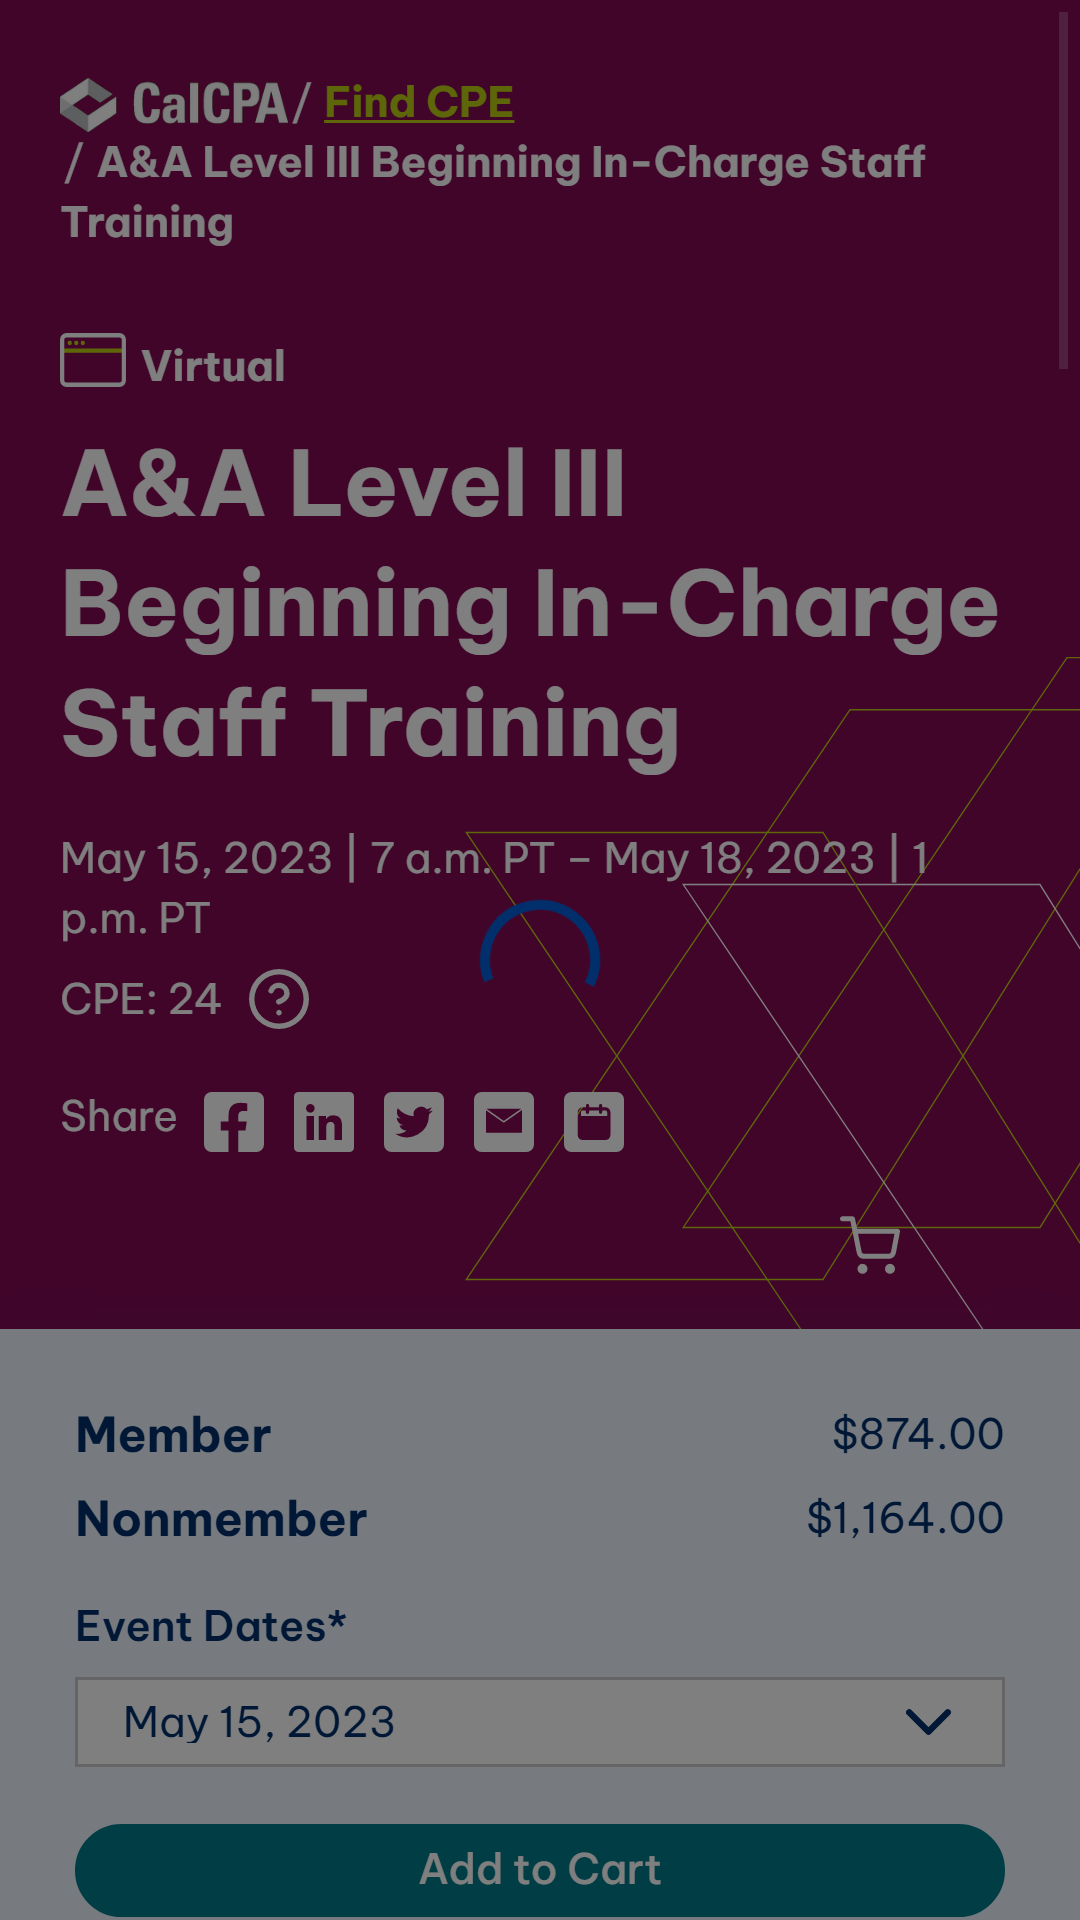 CalCPA / Find CPE
/ A&A Level III Beginning In-Charge Staff
Training
Virtual
A&A Level III
Beginning In-Charge
Staff Training
May 15, 2023 | 7 a.m. PT – May 18, 2023 | 1
p.m. PT
CPE: 24 ?
Share
Member $874.00
Nonmember $1,164.00
Event Dates*
May 15, 2023
Add to Cart